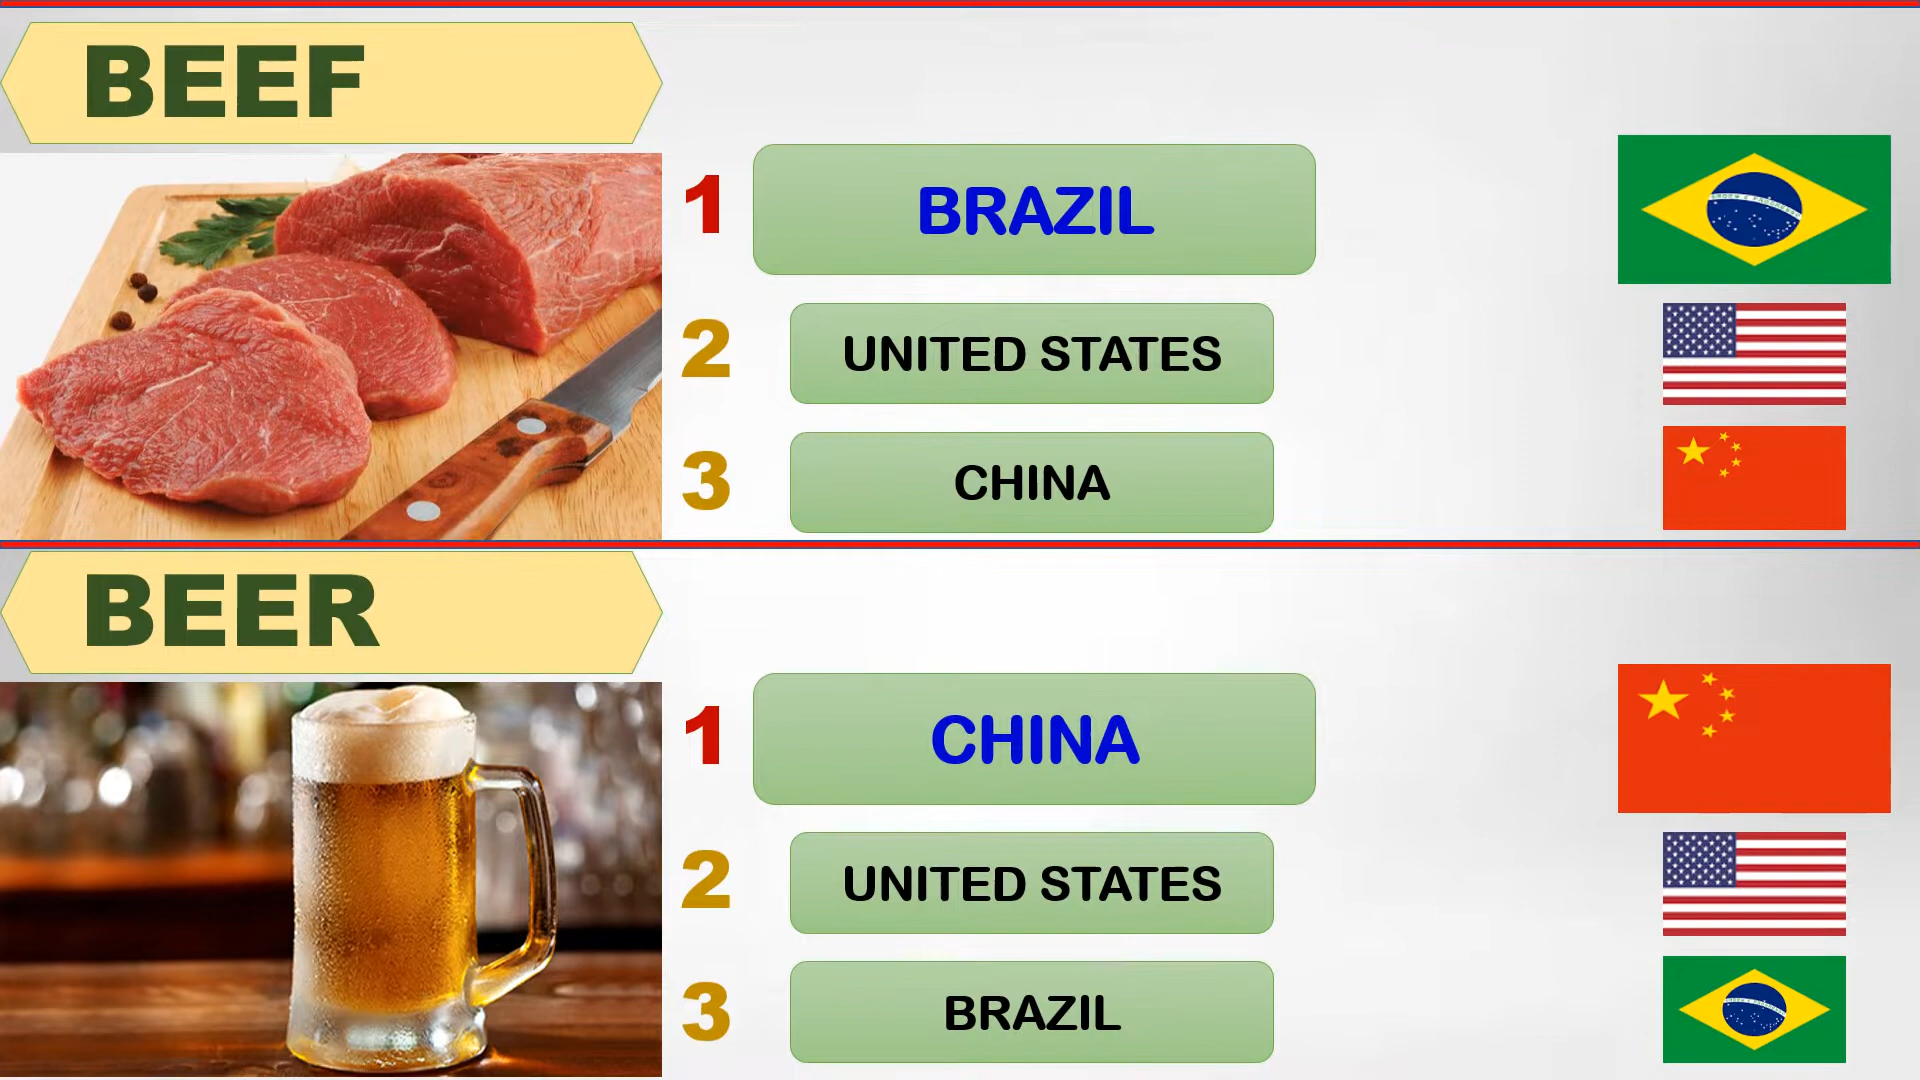 BEEF
1 BRAZIL
2 UNITED STATES
3 CHINA
BEER
1 CHINA
2 UNITED STATES
3 BRAZIL